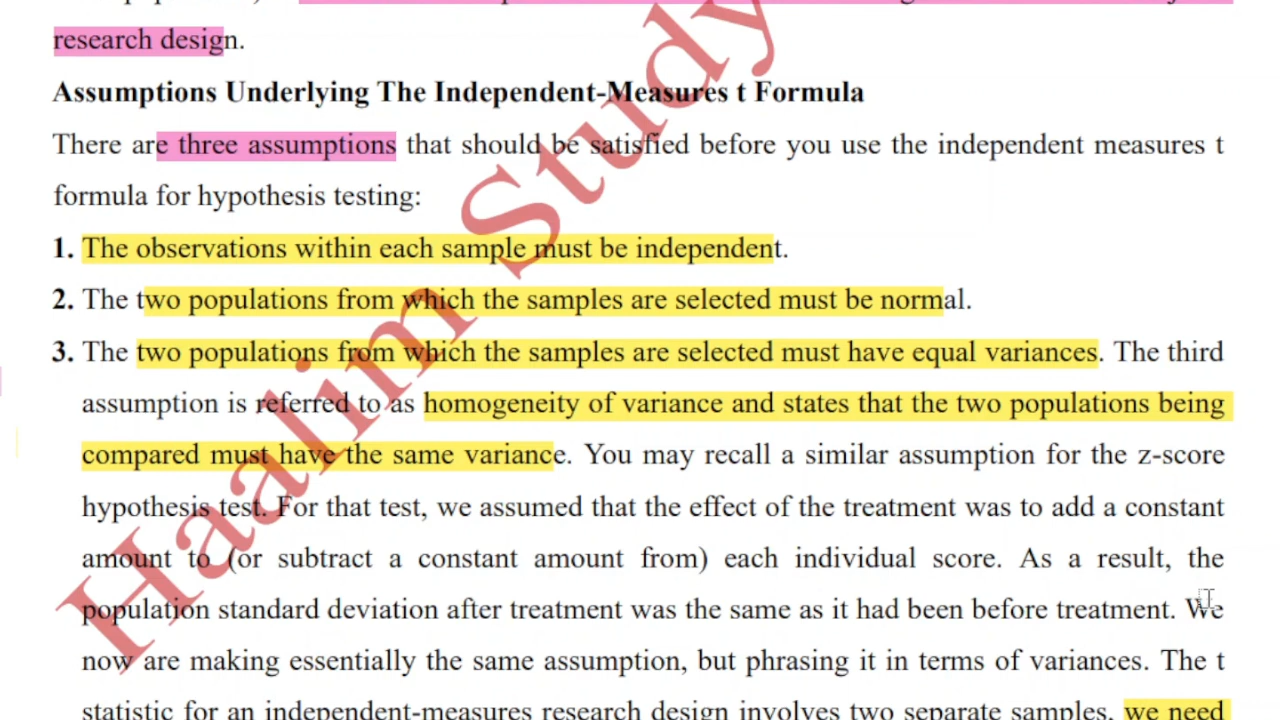 research design.
Assumptions Underlying The Independent-Measures t Formula
There are three assumptions that should be satisfied before you use the independent measures t
formula for hypothesis testing:
1. The observations within each sample must be independent.
2. The two populations from which the samples are selected must be normal.
3. The two populations from which the samples are selected must have equal variances. The third
assumption is referred to as homogeneity of variance and states that the two populations being
compared must have the same variance. You may recall a similar assumption for the z-score
hypothesis test. For that test, we assumed that the effect of the treatment was to add a constant
amount to (or subtract a constant amount from) each individual score. As a result, the
population standard deviation after treatment was the same as it had been before treatment. We
now are making essentially the same assumption, but phrasing it in terms of variances. The t
statistic for an independent-measures research design involves two separate samples. we need
Haalim Study